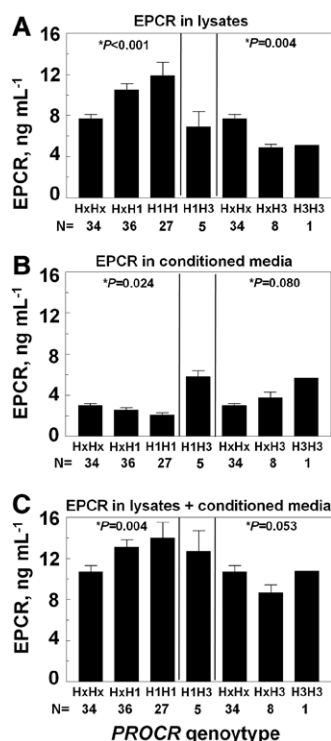 A
EPCR in lysates
*P<0.001
*P=0.004
EPCR, ng mL-1
16
12
8
4
0
HxHx HxH1 H1H1 H1H3 HxHx HxH3 H3H3
N= 34 36 27 5 34 8 1
B
EPCR in conditioned media
*P=0.024
*P=0.080
EPCR, ng mL-1
16
12
8
4
0
HxHx HxH1 H1H1 H1H3 HxHx HxH3 H3H3
N= 34 36 27 5 34 8 1
C
EPCR in lysates + conditioned media
*P=0.004
*P=0.053
EPCR, ng mL-1
16
12
8
4
0
HxHx HxH1 H1H1 H1H3 HxHx HxH3 H3H3
N= 34 36 27 5 34 8 1
PROCR genoytype